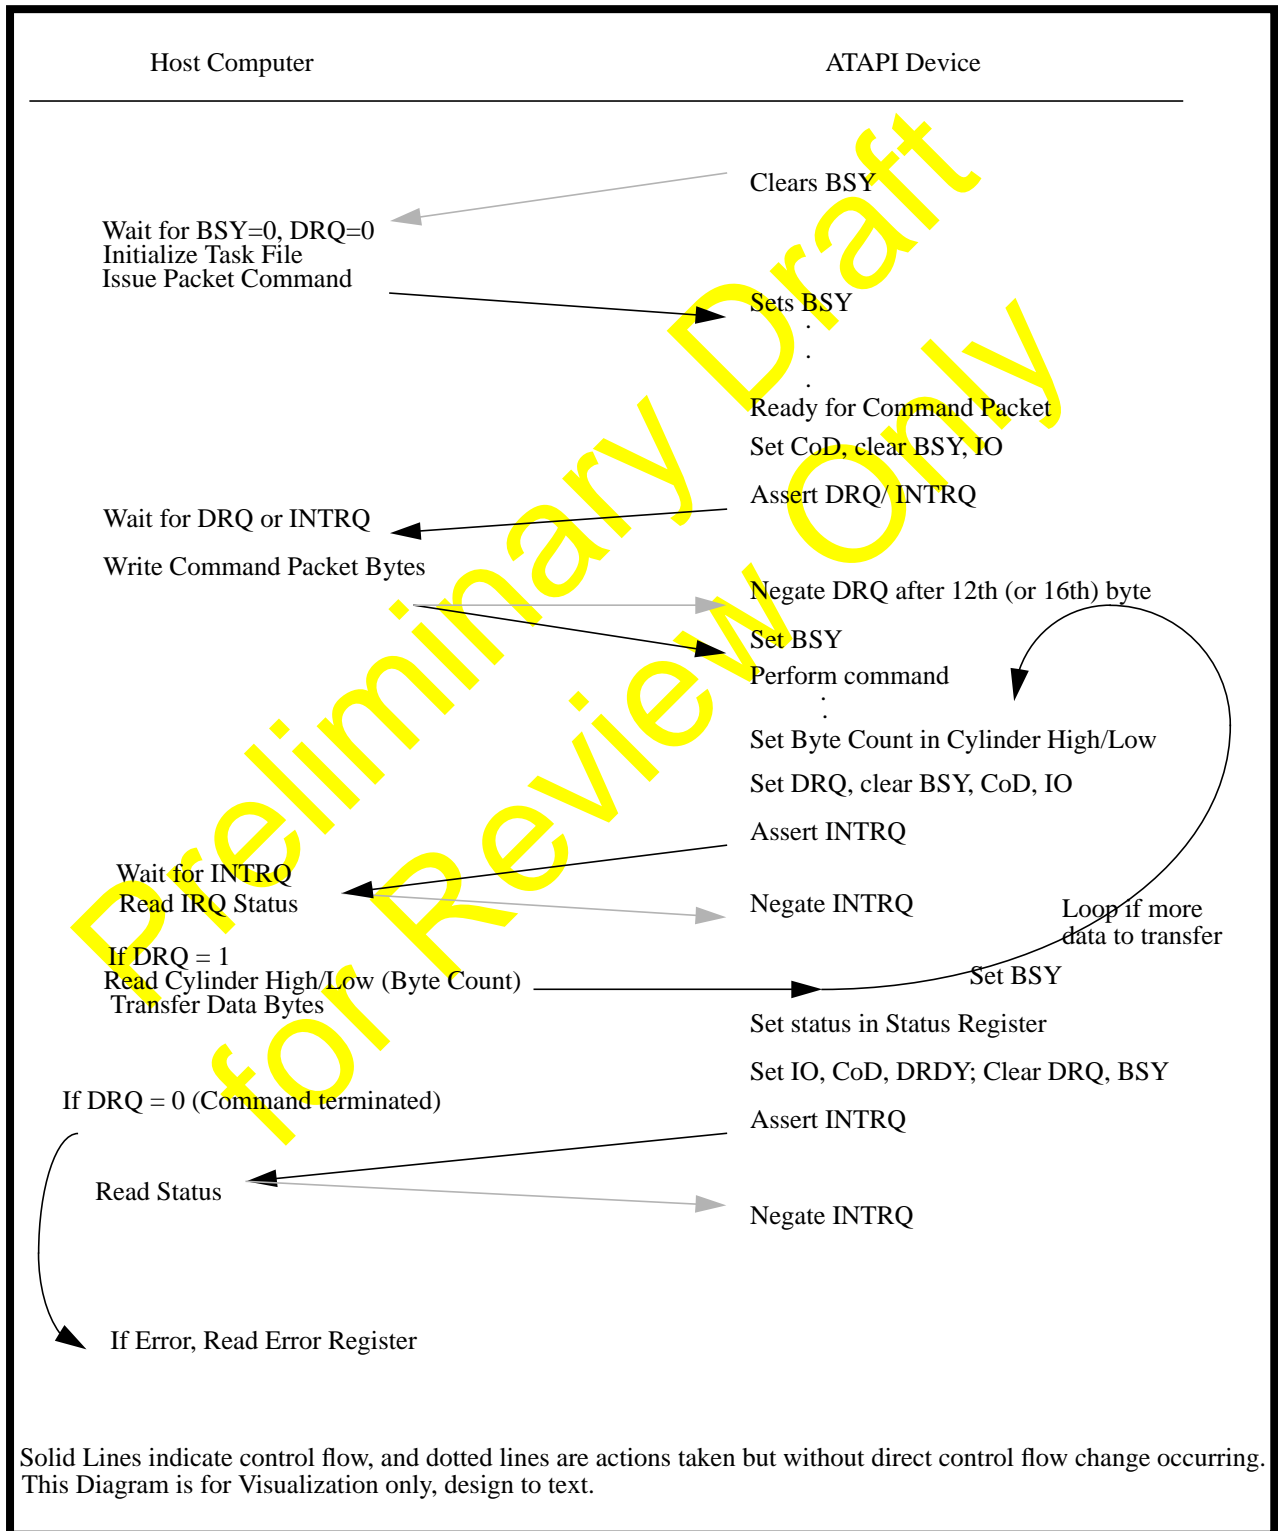 Host Computer
ATAPI Device
Clears BSY
Wait for BSY=0, DRQ=0
Initialize Task File
Issue Packet Command
Sets BSY
.
.
.
Ready for Command Packet
Set CoD, clear BSY, IO
Assert DRQ/ INTRQ
Wait for DRQ or INTRQ
Write Command Packet Bytes
Negate DRQ after 12th (or 16th) byte
Set BSY
Perform command
.
.
Set Byte Count in Cylinder High/Low
Set DRQ, clear BSY, CoD, IO
Assert INTRQ
Wait for INTRQ
Read IRQ Status
Negate INTRQ
Loop if more
data to transfer
If DRQ = 1
Read Cylinder High/Low (Byte Count)
Transfer Data Bytes
Set BSY
Set status in Status Register
Set IO, CoD, DRDY; Clear DRQ, BSY
If DRQ = 0 (Command terminated)
Assert INTRQ
Read Status
Negate INTRQ
If Error, Read Error Register
Solid Lines indicate control flow, and dotted lines are actions taken but without direct control flow change occurring.
This Diagram is for Visualization only, design to text.
Preliminary Draft
for Review Only